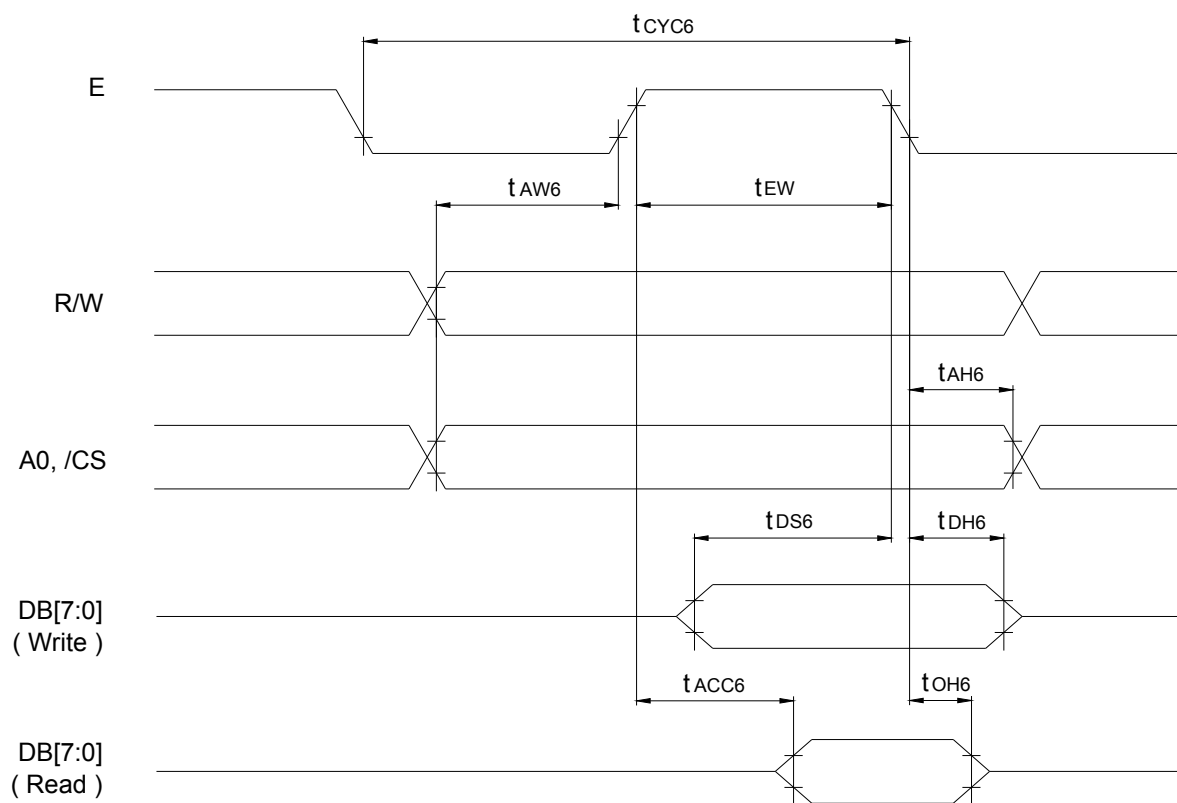 tCYC6
E
tAW6
tEW
R/W
tAH6
A0, /CS
tDS6
tDH6
DB[7:0]
( Write )
tACC6
tOH6
DB[7:0]
( Read )